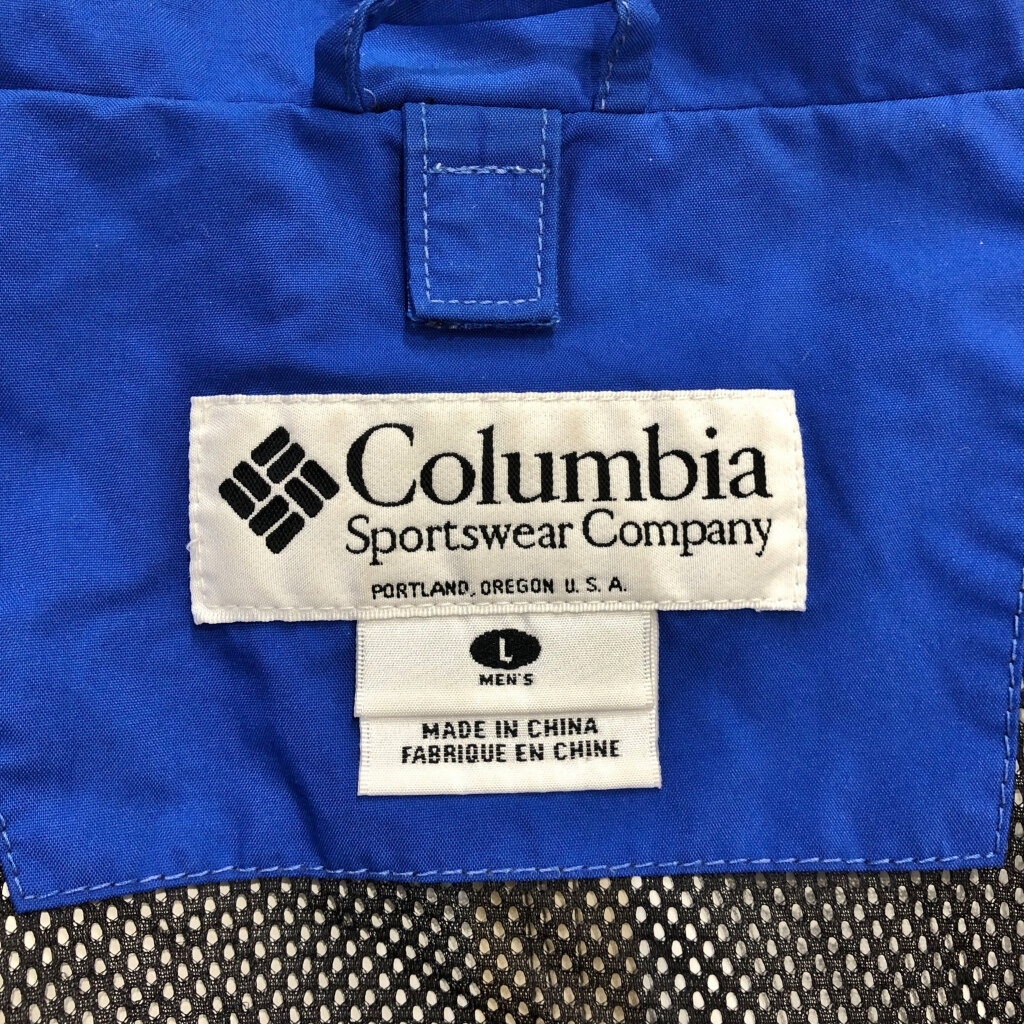 Columbia
Sportswear Company
PORTLAND, OREGON U. S. A.
L
MEN'S
MADE IN CHINA
FABRIQUE EN CHINE